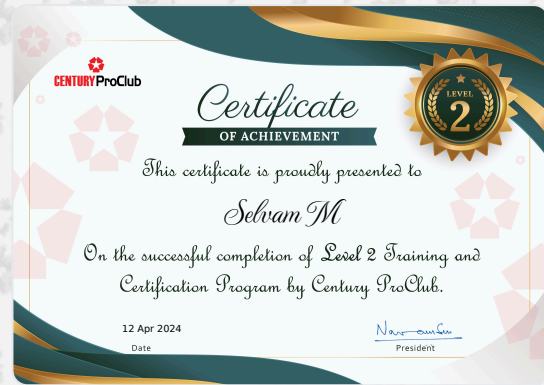 CENTURY ProClub
Certificate
OF ACHIEVEMENT
LEVEL
2
This certificate is proudly presented to
Selvam M
On the successful completion of Level 2 Training and
Certification Program by Century ProClub.
12 Apr 2024
Date
President